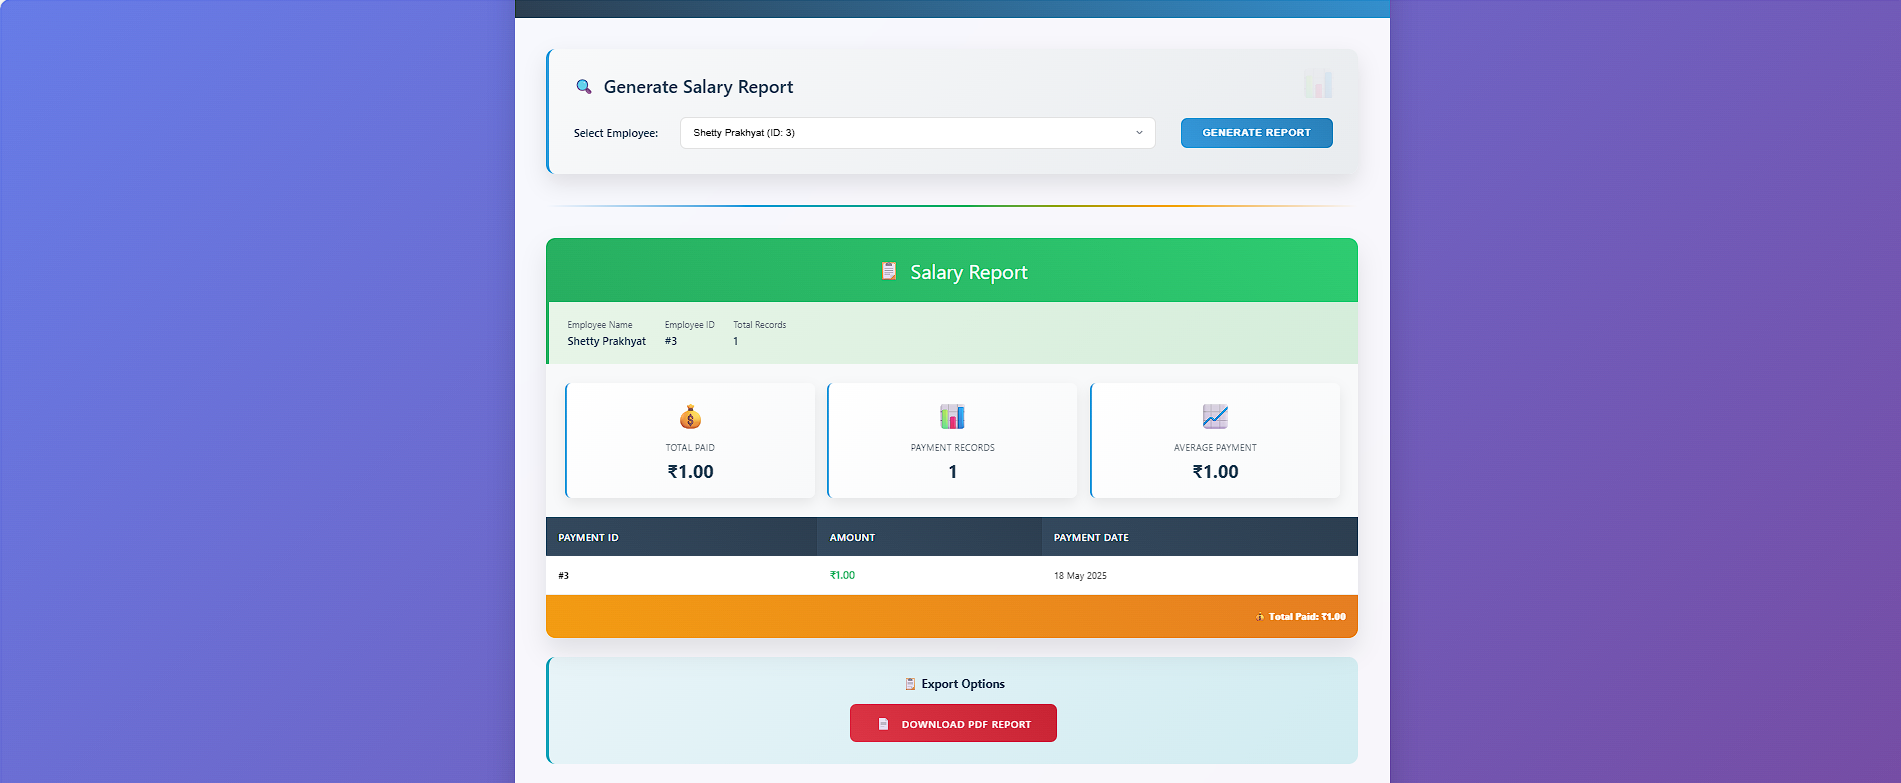 Generate Salary Report
Select Employee: Shetty Prakhyat (ID: 3) GENERATE REPORT
Salary Report
Employee Name Employee ID Total Records
Shetty Prakhyat #3 1
TOTAL PAID PAYMENT RECORDS AVERAGE PAYMENT
₹1.00 1 ₹1.00
PAYMENT ID AMOUNT PAYMENT DATE
#3 ₹1.00 18 May 2025
Total Paid: ₹1.00
Export Options
DOWNLOAD PDF REPORT